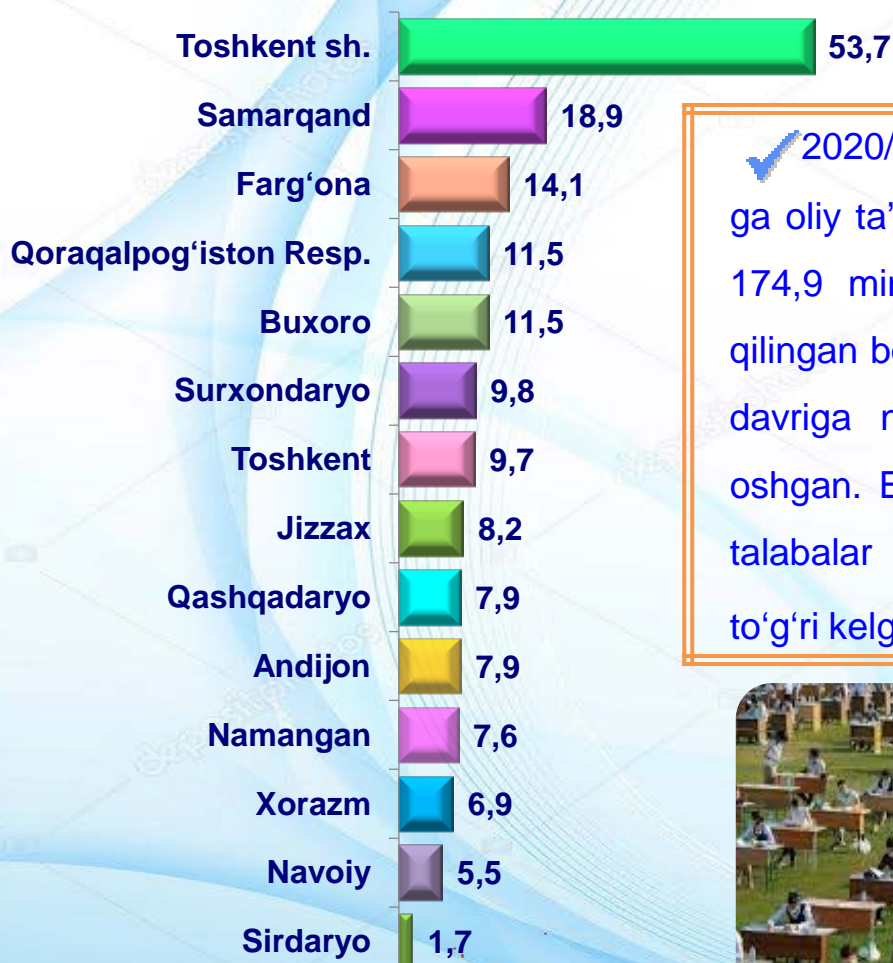 Toshkent sh. 53,7
Samarqand 18,9
Farg‘ona 14,1
Qoraqalpog‘iston Resp. 11,5
Buxoro 11,5
Surxondaryo 9,8
Toshkent 9,7
Jizzax 8,2
Qashqadaryo 7,9
Andijon 7,9
Namangan 7,6
Xorazm 6,9
Navoiy 5,5
Sirdaryo 1,7
2020/
ga oliy ta’
174,9 min
qilingan b
davriga
oshgan.
talabalar
to‘g‘ri kelg